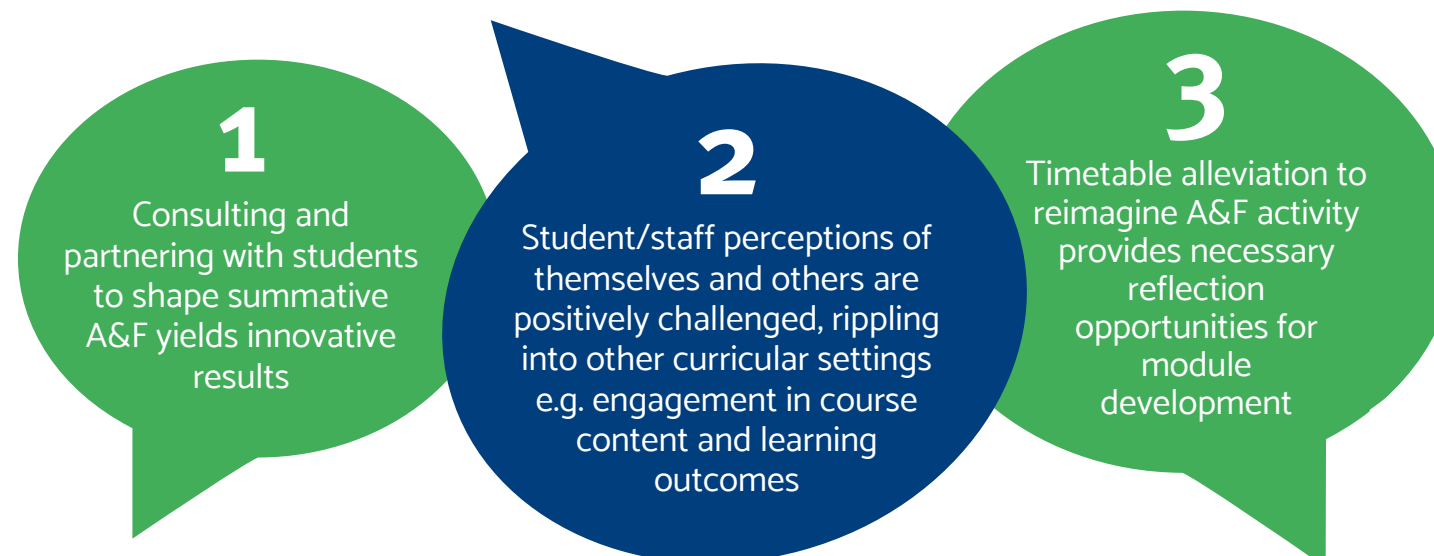 1
Consulting and
partnering with students
to shape summative
A&F yields innovative
results
2
Student/staff perceptions of
themselves and others are
positively challenged, rippling
into other curricular settings
e.g. engagement in course
content and learning
outcomes
3
Timetable alleviation to
reimagine A&F activity
provides necessary
reflection
opportunities for
module
development